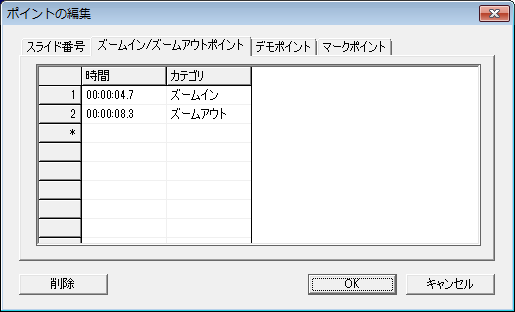 ポイントの編集
スライド番号 ズームイン/ズームアウトポイント デモポイント マークポイント
時間 カテゴリ
1 00:00:04.7 ズームイン
2 00:00:08.3 ズームアウト
*
削除 OK キャンセル